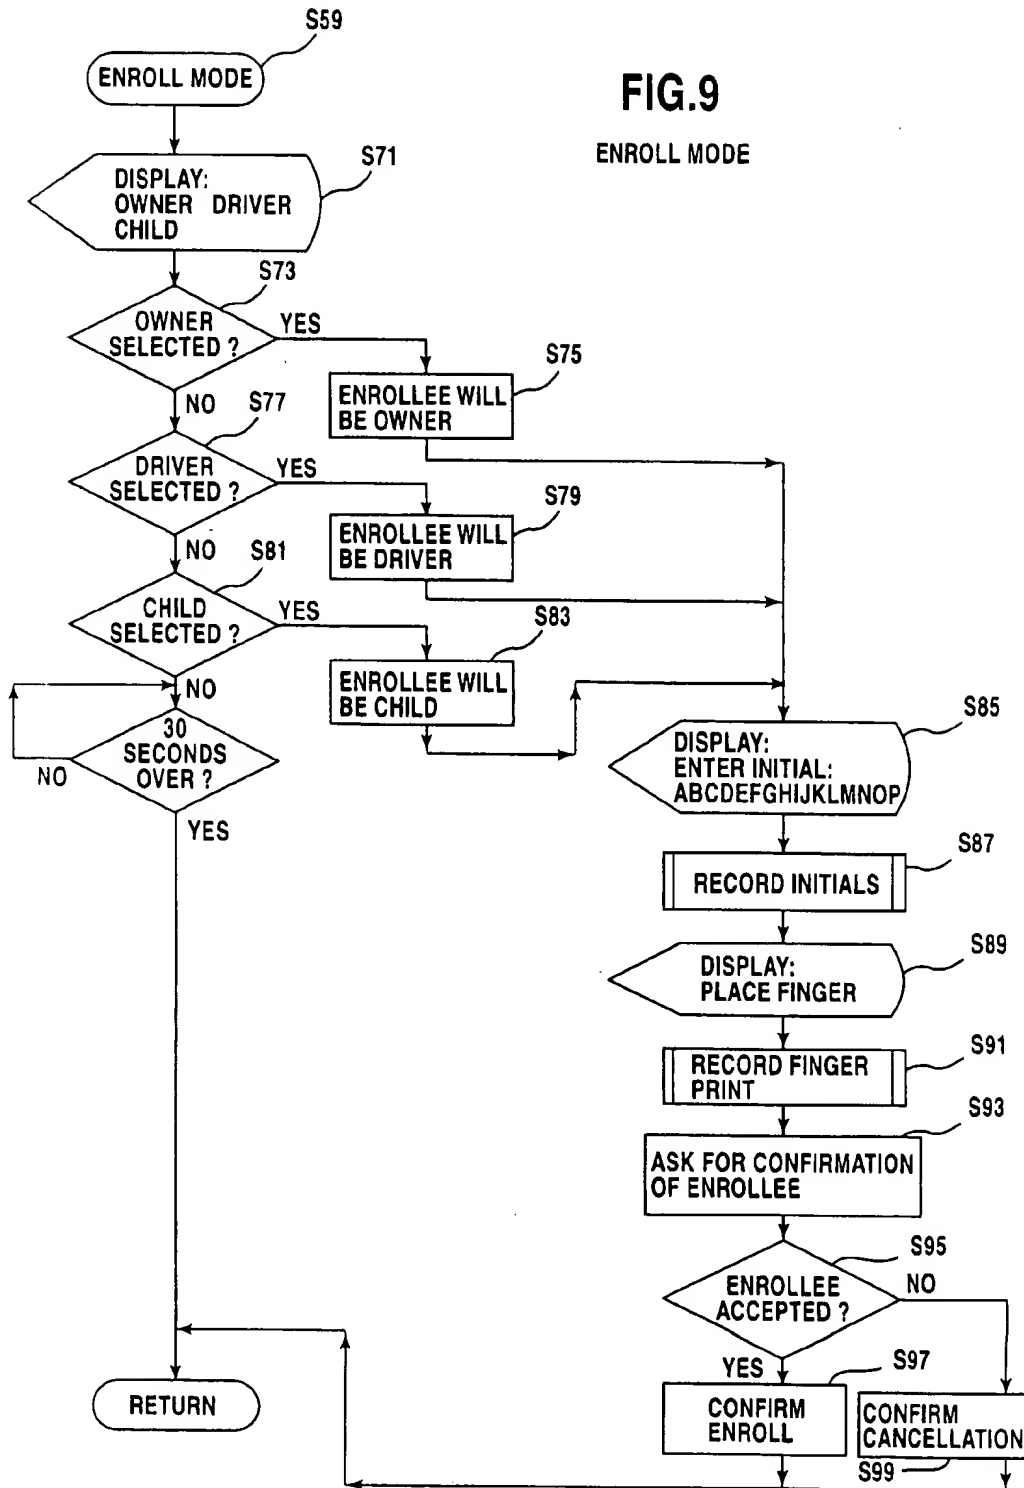 S59
ENROLL MODE
FIG.9
ENROLL MODE
S71
DISPLAY:
OWNER DRIVER
CHILD
S73
OWNER
SELECTED ?
YES
S75
ENROLLEE WILL
BE OWNER
NO
S77
DRIVER
SELECTED ?
YES
S79
ENROLLEE WILL
BE DRIVER
NO
S81
CHILD
SELECTED ?
YES
S83
ENROLLEE WILL
BE CHILD
NO
30
SECONDS
OVER ?
NO
YES
S85
DISPLAY:
ENTER INITIAL:
ABCDEFGHIJKLMNOP
S87
RECORD INITIALS
S89
DISPLAY:
PLACE FINGER
S91
RECORD FINGER
PRINT
S93
ASK FOR CONFIRMATION
OF ENROLLEE
S95
ENROLLEE
ACCEPTED ?
NO
YES
S97
CONFIRM
ENROLL
CONFIRM
CANCELLATION
S99
RETURN